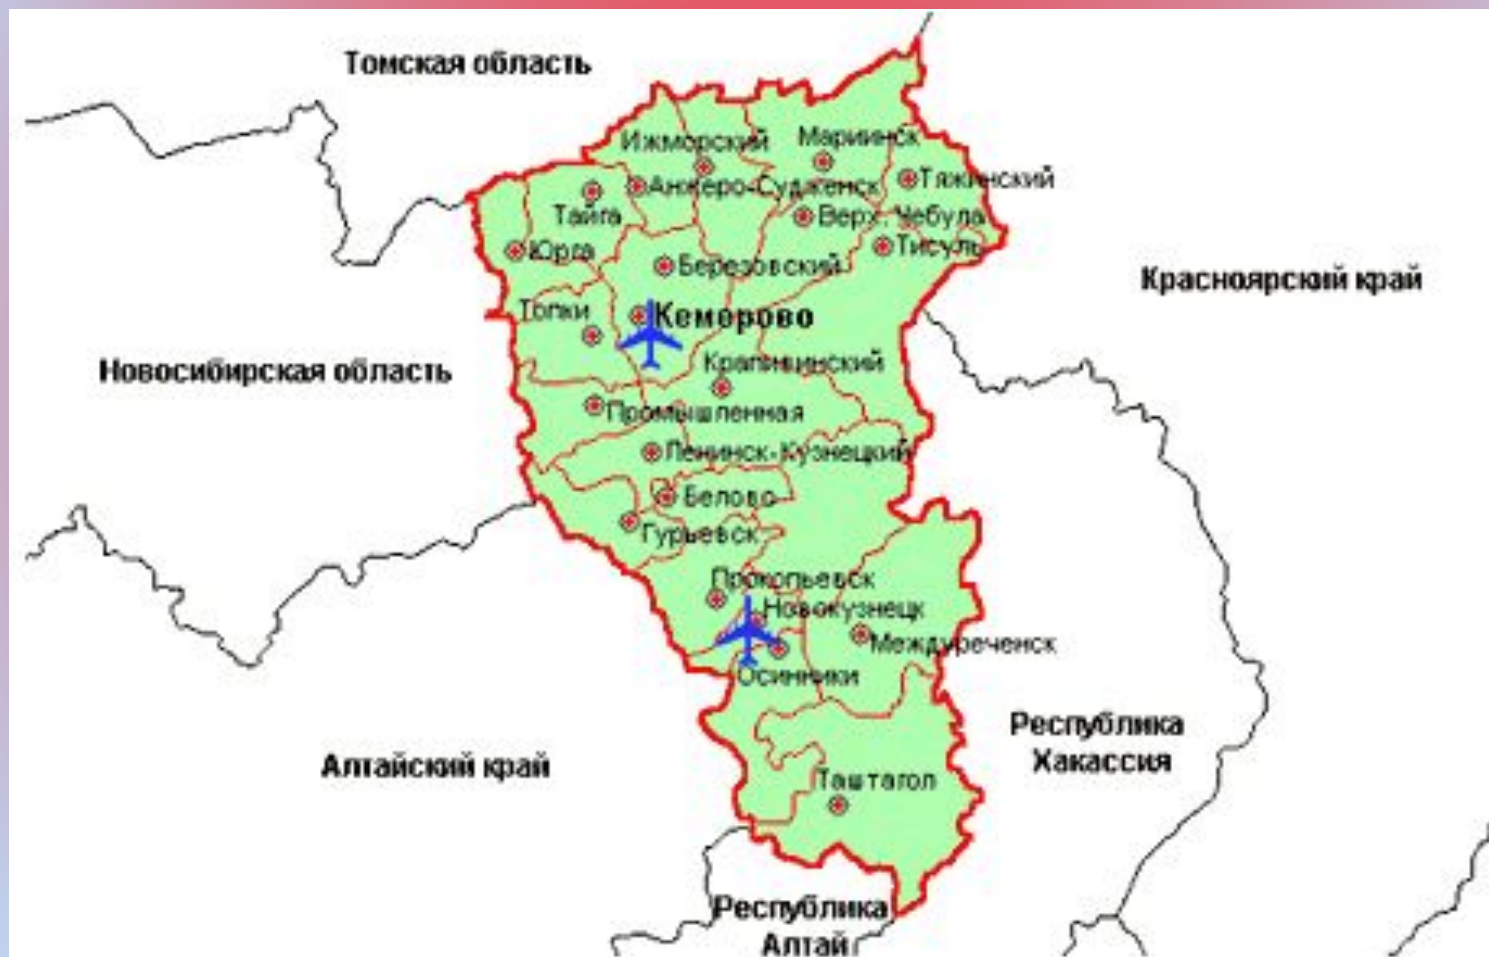 Томская область
Ижморский
Мариинск
Анжеро-Судженск
Тяжинский
Тайга
Верх. Чебула
Юрга
Тисуль
Березовский
Красноярский край
Топки
Кемерово
Новосибирская область
Крапивинский
Промышленная
Ленинск-Кузнецкий
Белово
Гурьевск
Прокопьевск
Новокузнецк
Междуреченск
Осинники
Республика
Хакассия
Алтайский край
Таштагол
Республика
Алтай